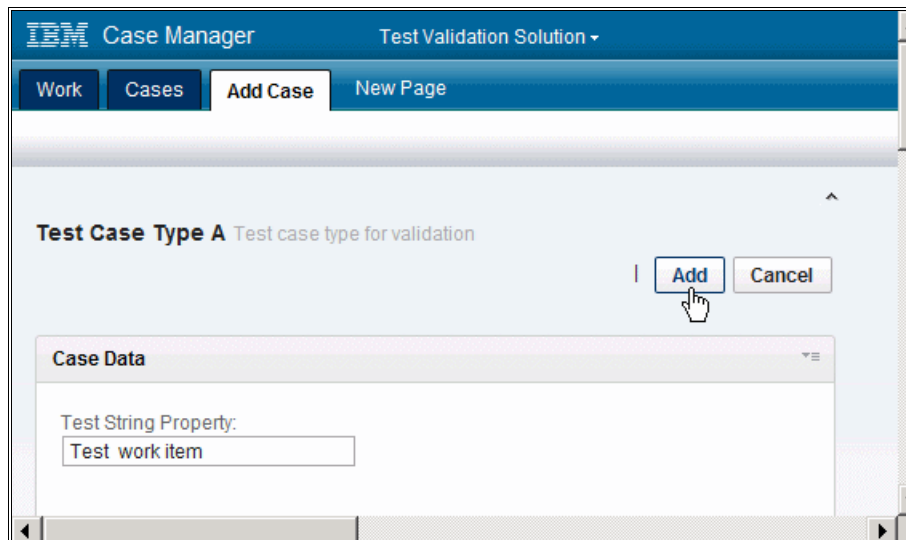 IBM Case Manager Test Validation Solution
Work Cases Add Case New Page
Test Case Type A Test case type for validation
| Add Cancel
Case Data
Test String Property:
Test work item